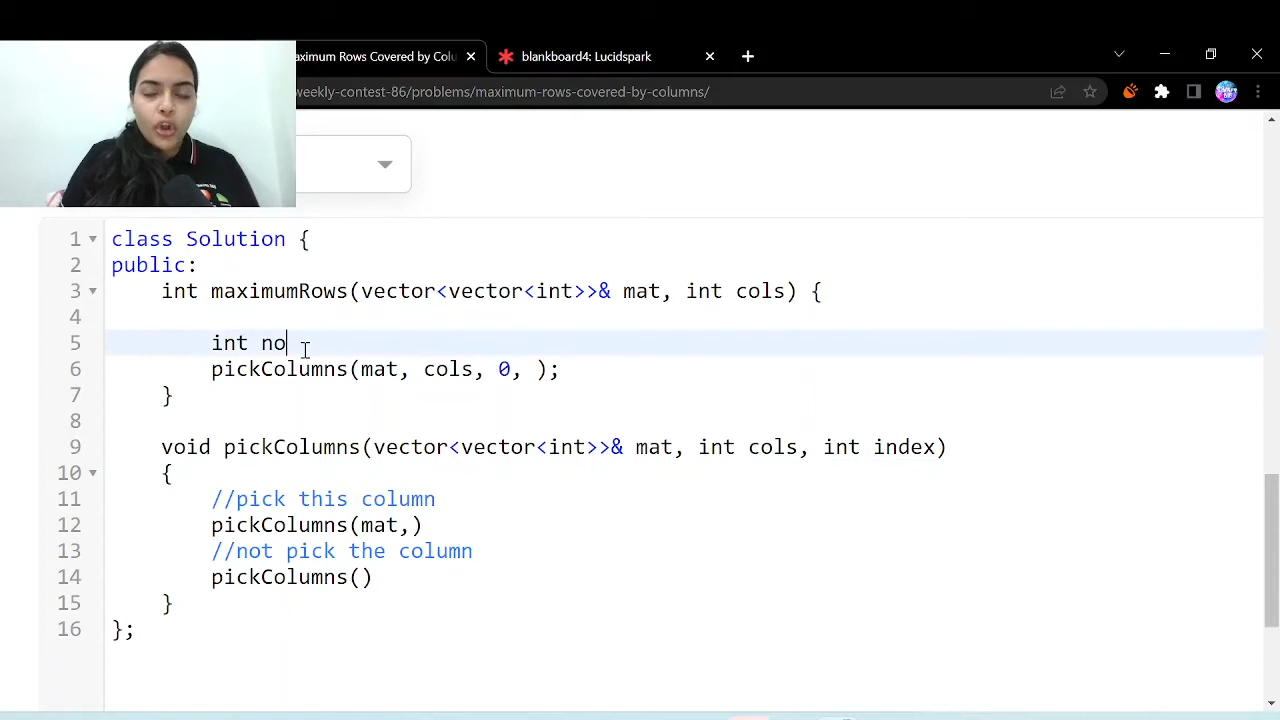 aximum Rows Covered by Colu
blankboard4: Lucidspark
weekly-contest-86/problems/maximum-rows-covered-by-columns/
1 class Solution {
2 public:
3 int maximumRows(vector<vector<int>>& mat, int cols) {
4
5 int no
6 pickColumns(mat, cols, 0, );
7 }
8
9 void pickColumns(vector<vector<int>>& mat, int cols, int index)
10 {
11 //pick this column
12 pickColumns(mat,)
13 //not pick the column
14 pickColumns()
15 }
16 };